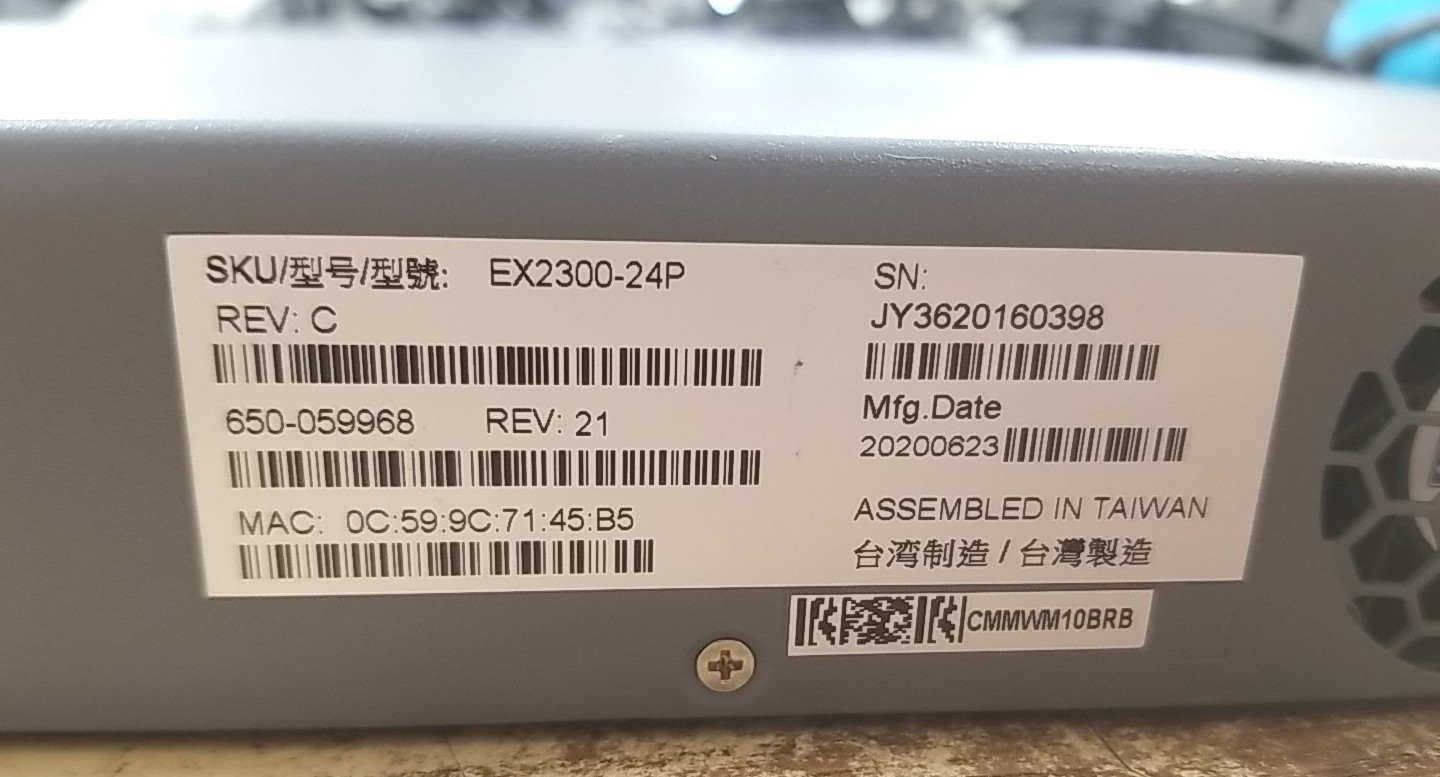 SKU/型号/型號: EX2300-24P
REV: C
650-059968 REV: 21
MAC: 0C:59:9C:71:45:B5
SN:
JY3620160398
Mfg.Date
20200623
ASSEMBLED IN TAIWAN
台湾制造 / 台灣製造
CMMWM10BRB